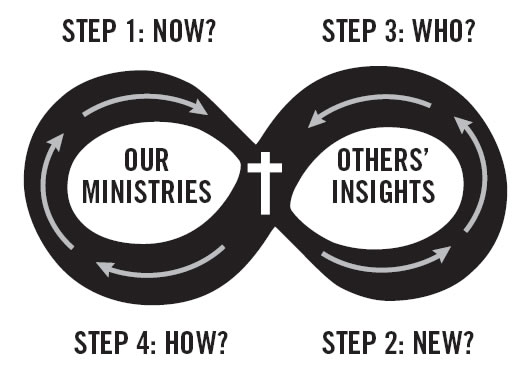 STEP 1: NOW?
STEP 3: WHO?
OUR
MINISTRIES
OTHERS'
INSIGHTS
STEP 4: HOW?
STEP 2: NEW?